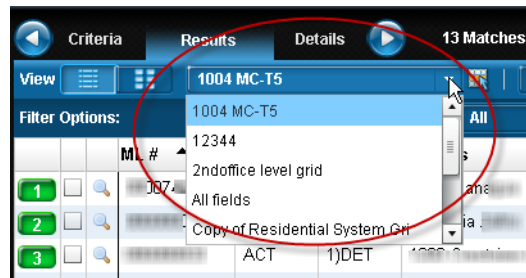 Criteria Results Details 13 Matches
View 1004 MC-T5
Filter Options: 1004 MC-T5 All
12344
ML # 2ndoffice level grid
1 All fields
2 Copy of Residential System Gri
3 ACT 1)DET